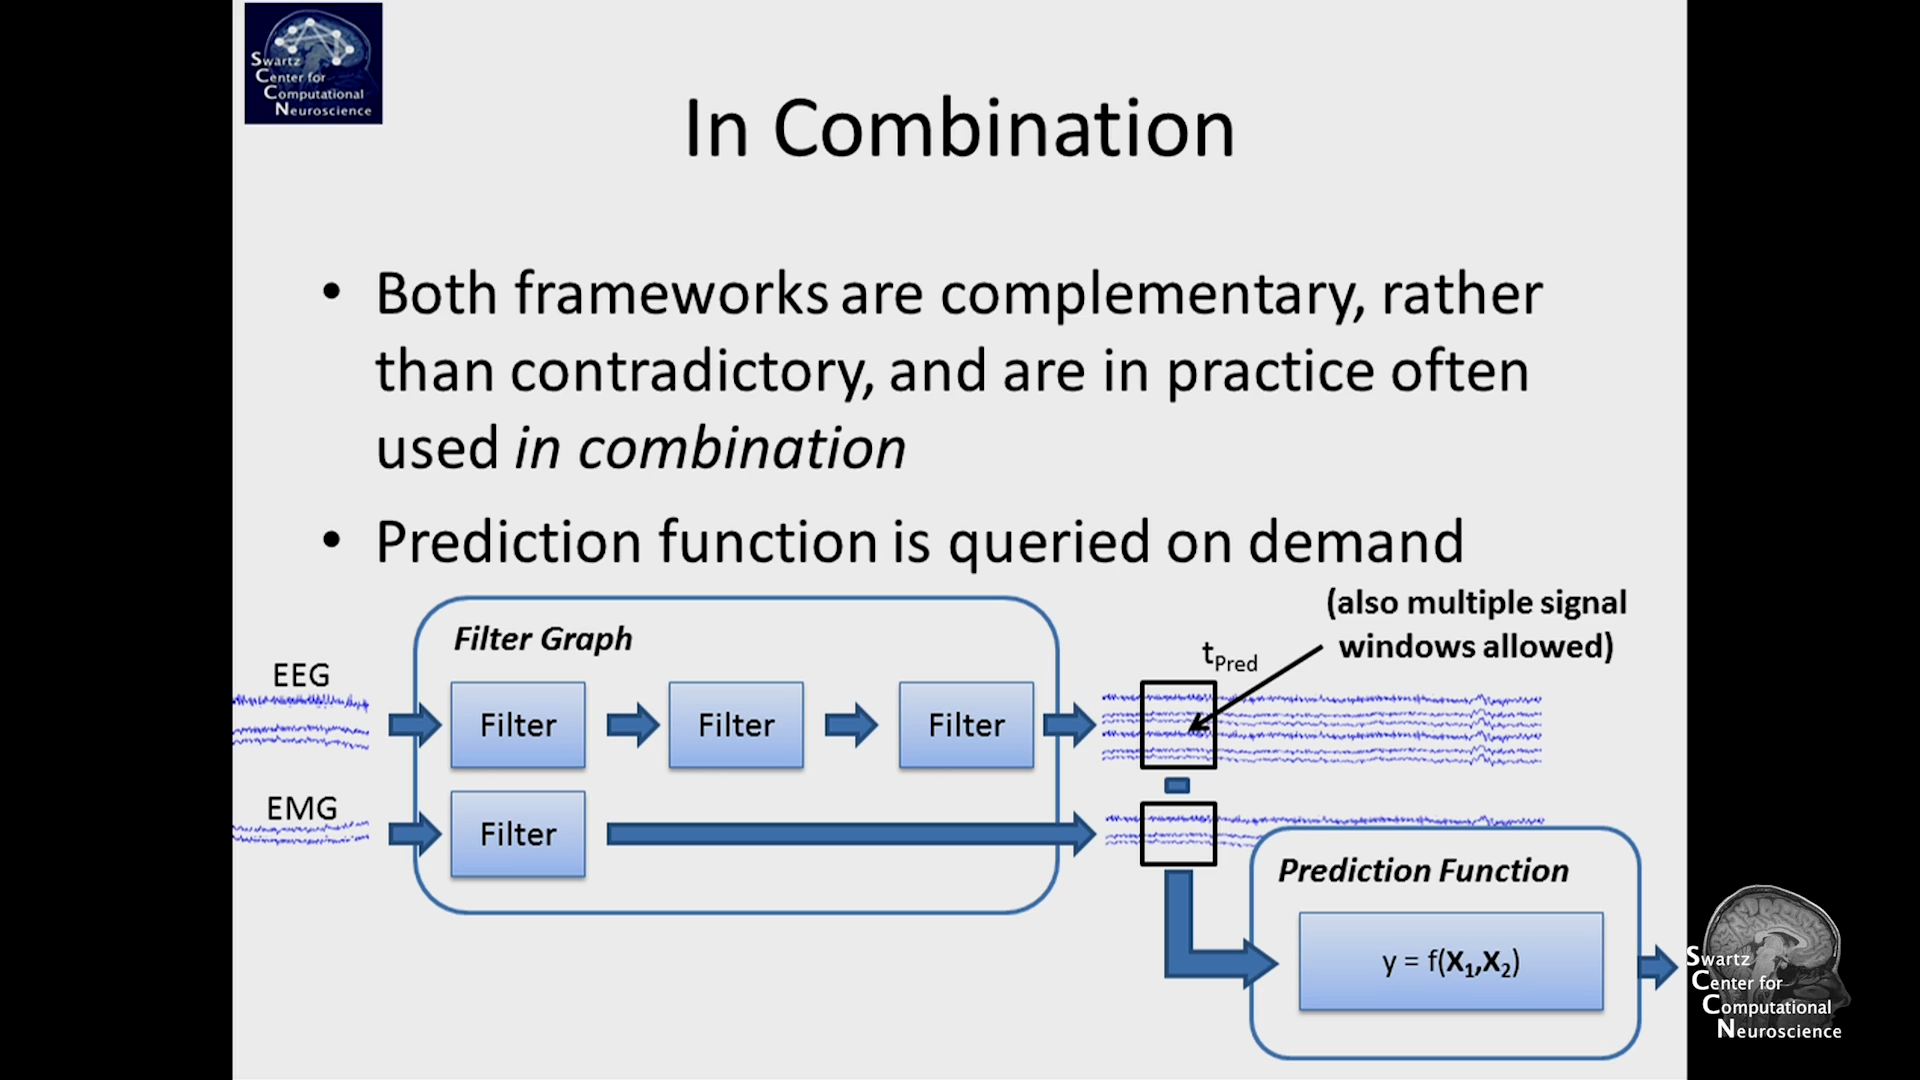 Swartz
Center for
Computational
Neuroscience
In Combination
• Both frameworks are complementary, rather
than contradictory, and are in practice often
used in combination
• Prediction function is queried on demand
(also multiple signal
windows allowed)
Filter Graph
tPred
EEG
Filter
Filter
Filter
EMG
Filter
Prediction Function
y = f(X1,X2)
Swartz
Center for
Computational
Neuroscience